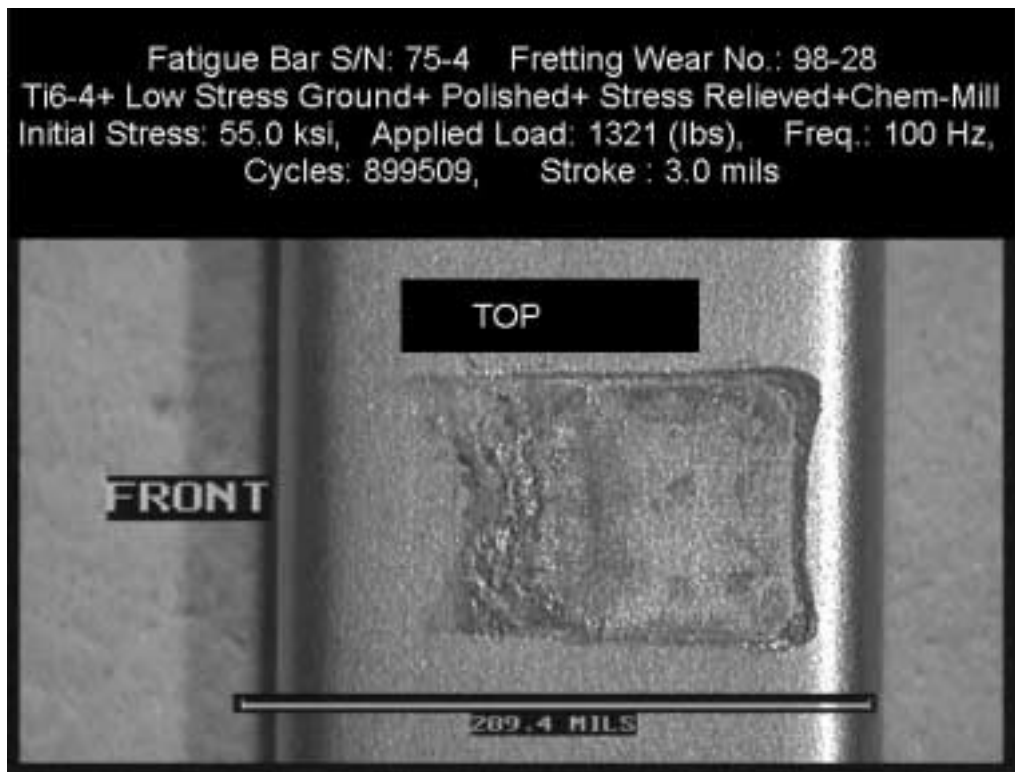 Fatigue Bar S/N: 75-4 Fretting Wear No.: 98-28
Ti6-4+ Low Stress Ground+ Polished+ Stress Relieved+Chem-Mill
Initial Stress: 55.0 ksi, Applied Load: 1321 (lbs), Freq.: 100 Hz,
Cycles: 899509, Stroke : 3.0 mils
TOP
FRONT
209.4 MILS